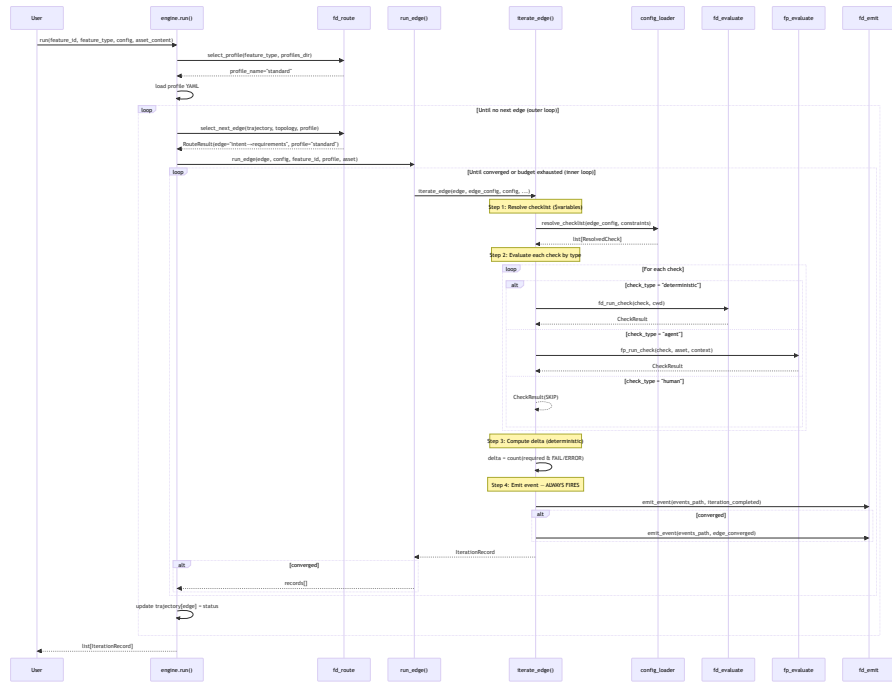 User engine.run() fd_route run_edge() iterate_edge() config_loader fd_evaluate fp_evaluate fd_emit
run(feature_id, feature_type, config, asset_content)
select_profile(feature_type, profiles_dir)
profile_name="standard"
load profile YAML
loop [Until no next edge (outer loop)]
select_next_edge(trajectory, topology, profile)
RouteResult(edge="intent→requirements", profile="standard")
run_edge(edge, config, feature_id, profile, asset)
loop [Until converged or budget exhausted (inner loop)]
iterate_edge(edge, edge_config, config, ...)
Step 1: Resolve checklist ($variables)
resolve_checklist(edge_config, constraints)
list[ResolvedCheck]
Step 2: Evaluate each check by type
loop [For each check]
alt [check_type = "deterministic"]
fd_run_check(check, cwd)
CheckResult
[check_type = "agent"]
fp_run_check(check, asset, context)
CheckResult
[check_type = "human"]
CheckResult(SKIP)
Step 3: Compute delta (deterministic)
delta = count(required & FAIL/ERROR)
Step 4: Emit event — ALWAYS FIRES
emit_event(events_path, iteration_completed)
alt [converged]
emit_event(events_path, edge_converged)
IterationRecord
alt [converged]
records[]
update trajectory[edge] = status
list[IterationRecord]
User engine.run() fd_route run_edge() iterate_edge() config_loader fd_evaluate fp_evaluate fd_emit